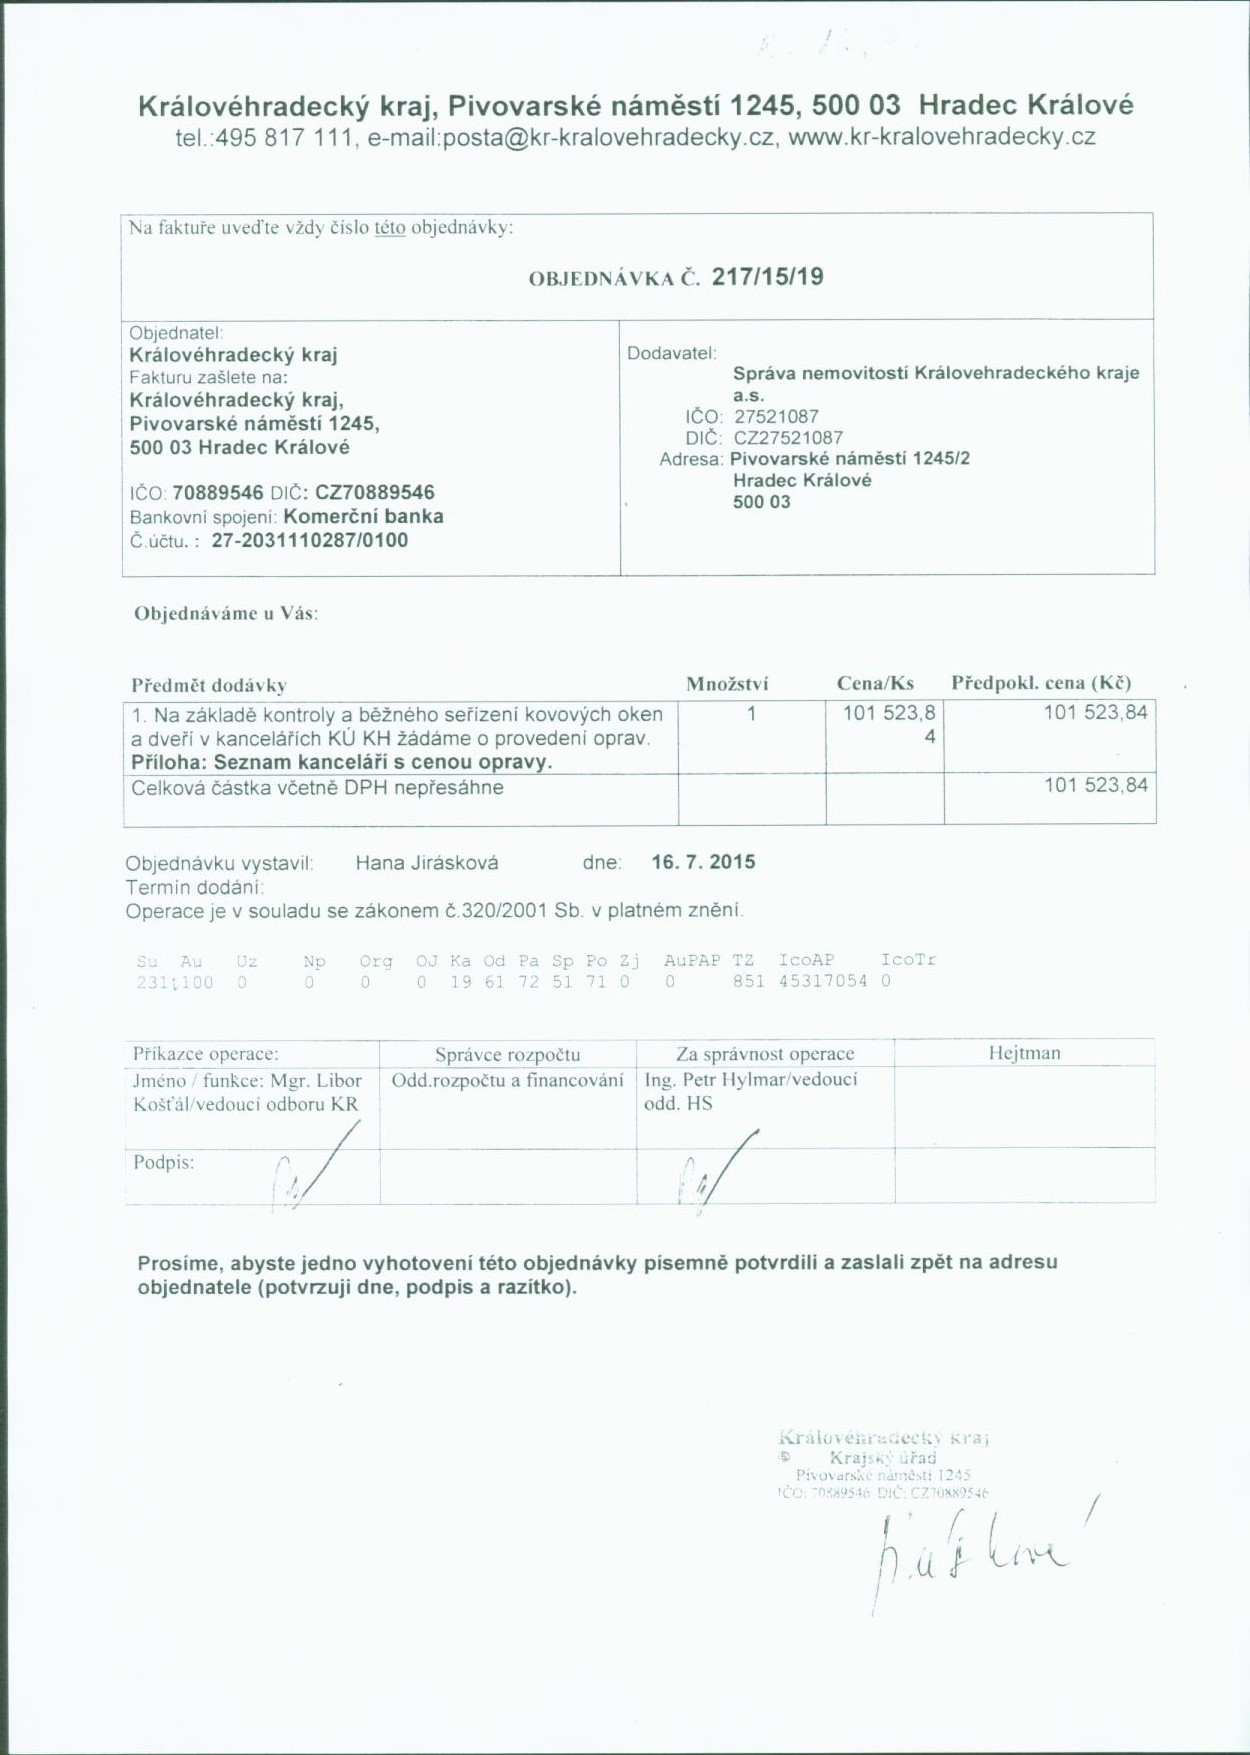 Královéhradecký kraj, Pivovarské náměstí 1245, 500 03 Hradec Králové
tel.:495 817 111, e-mail:posta@kr-kralovehradecky.cz, www.kr-kralovehradecky.cz
Na faktuře uveďte vždy číslo této objednávky:
OBJEDNÁVKA Č. 217/15/19
Objednatel:
Královéhradecký kraj
Fakturu zašlete na:
Královéhradecký kraj,
Pivovarské náměstí 1245,
500 03 Hradec Králové
IČO: 70889546 DIČ: CZ70889546
Bankovní spojení: Komerční banka
Č.účtu. : 27-2031110287/0100
Dodavatel:
Správa nemovitostí Královehradeckého kraje
a.s.
IČO: 27521087
DIČ: CZ27521087
Adresa: Pivovarské náměstí 1245/2
Hradec Králové
500 03
Objednáváme u Vás:
Předmět dodávky Množství Cena/Ks Předpokl. cena (Kč)
1. Na základě kontroly a běžného seřízení kovových oken 1 101 523,8 101 523,84
a dveří v kancelářích KÚ KH žádáme o provedení oprav. 4
Příloha: Seznam kanceláří s cenou opravy.
Celková částka včetně DPH nepřesáhne 101 523,84
Objednávku vystavil: Hana Jirásková dne: 16. 7. 2015
Termín dodání:
Operace je v souladu se zákonem č.320/2001 Sb. v platném znění.
Su Au Uz Np Org OJ Ka Od Pa Sp Po Zj AuPAP TZ IcoAP IcoTr
231 100 0 0 0 0 19 61 72 51 71 0 0 851 45317054 0
Příkazce operace: Správce rozpočtu Za správnost operace Hejtman
Jméno / funkce: Mgr. Libor Odd.rozpočtu a financování Ing. Petr Hylmar/vedoucí
Košťál/vedoucí odboru KR odd. HS
Podpis:
Prosíme, abyste jedno vyhotovení této objednávky písemně potvrdili a zaslali zpět na adresu
objednatele (potvrzuji dne, podpis a razítko).
Královéhradecký kraj
Krajský úřad
Pivovarské náměstí 1245
IČO: 70889546 DIČ: CZ70889546